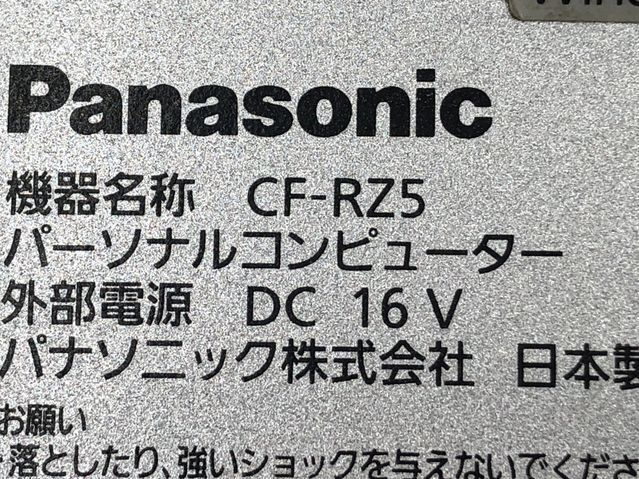 Panasonic
機器名称 CF-RZ5
パーソナルコンピューター
外部電源 DC 16 V
パナソニック株式会社 日本製
お願い
落としたり、強いショックを与えないでくださ